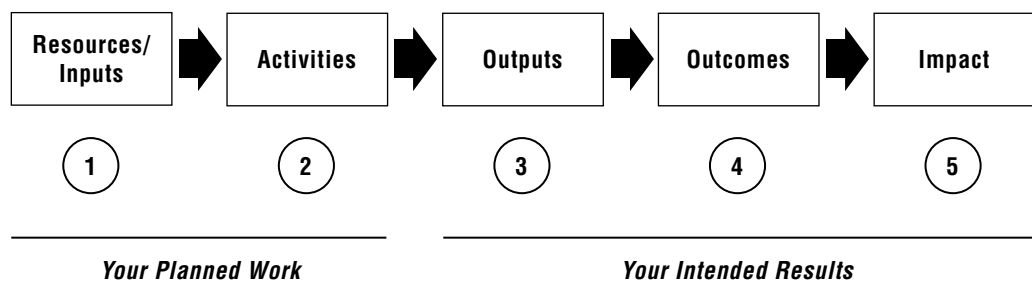 Resources/
Inputs
Activities
Outputs
Outcomes
Impact
1
2
3
4
5
Your Planned Work
Your Intended Results